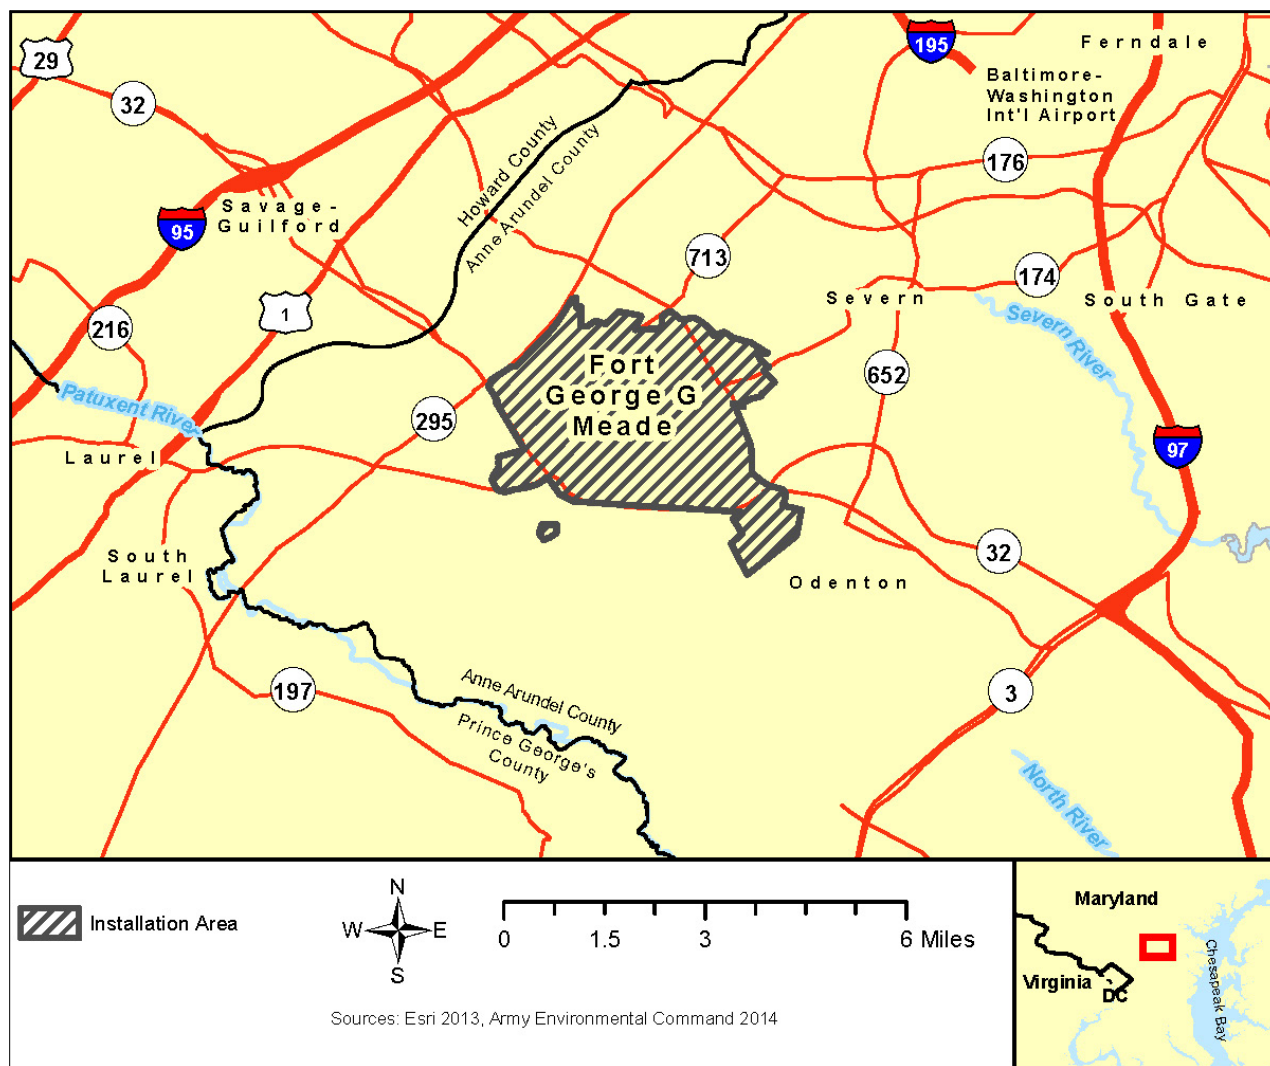 29
32
195
Ferndale
Baltimore-
Washington
Int'l Airport
176
Howard County
Anne Arundel County
Savage-
Guilford
95
713
174
Severn
South Gate
1
216
Severn River
Fort
George G
Meade
652
Patuxent River
295
97
Laurel
South
Laurel
32
Odenton
197
3
Anne Arundel County
Prince George's
County
North River
Installation Area
N
W
E
S
0
1.5
3
6 Miles
Sources: Esri 2013, Army Environmental Command 2014
Maryland
Virginia
DC
Chesapeak Bay